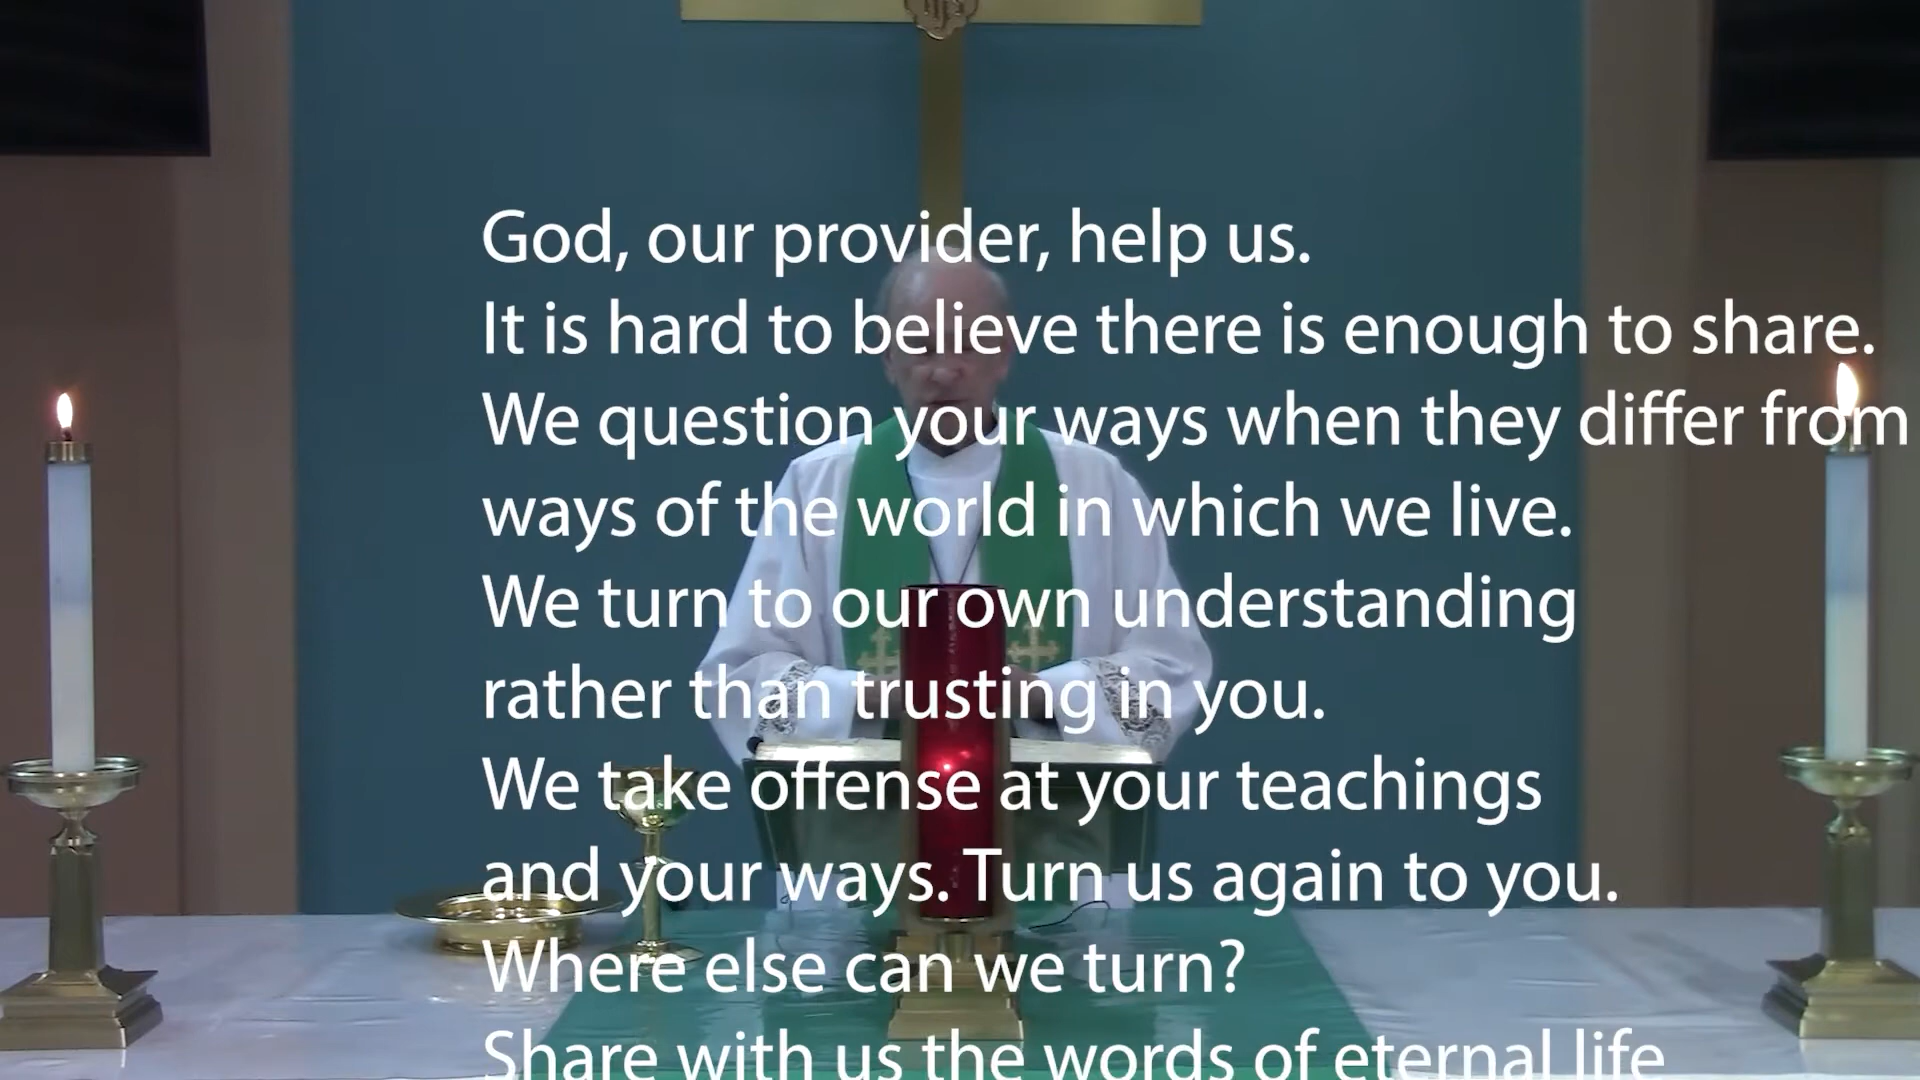 God, our provider, help us.
It is hard to believe there is enough to share.
We question your ways when they differ from
ways of the world in which we live.
We turn to our own understanding
rather than trusting in you.
We take offense at your teachings
and your ways. Turn us again to you.
Where else can we turn?
Share with us the words of eternal life